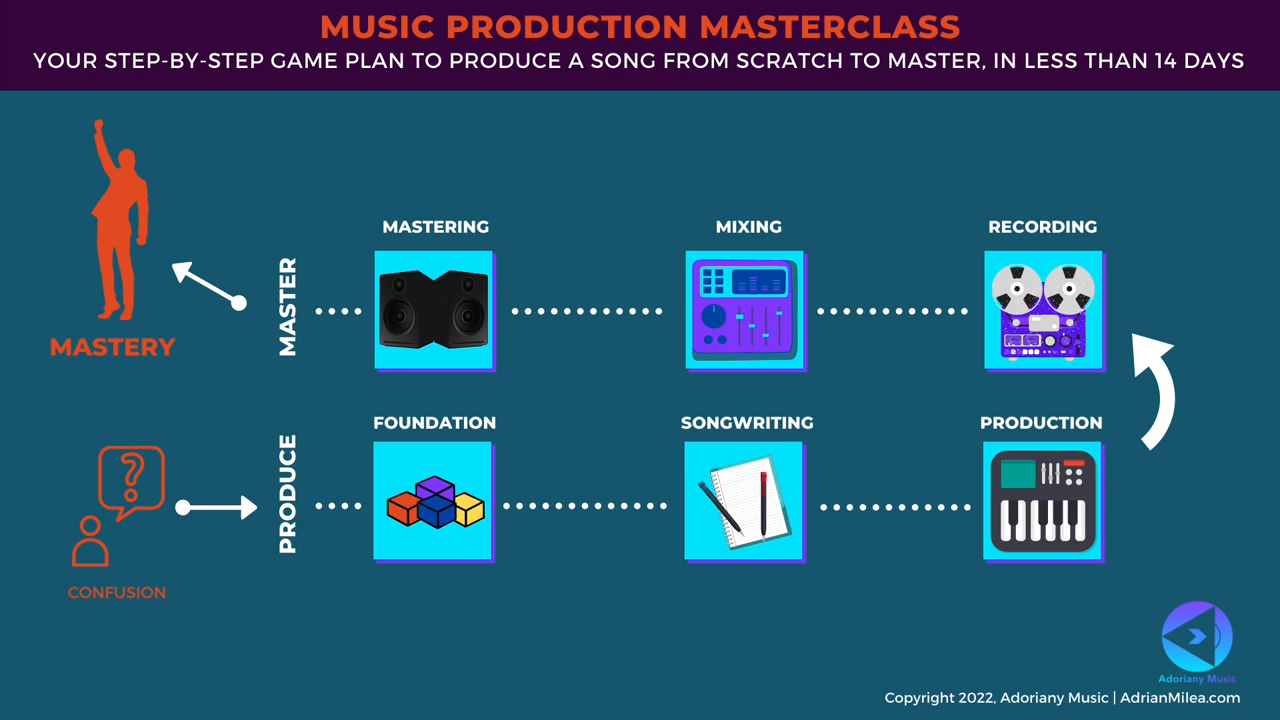 MUSIC PRODUCTION MASTERCLASS
YOUR STEP-BY-STEP GAME PLAN TO PRODUCE A SONG FROM SCRATCH TO MASTER, IN LESS THAN 14 DAYS
MASTERY
MASTER
MASTERING
MIXING
RECORDING
CONFUSION
?
PRODUCE
FOUNDATION
SONGWRITING
PRODUCTION
Adoriany Music
Copyright 2022, Adoriany Music | AdrianMilea.com